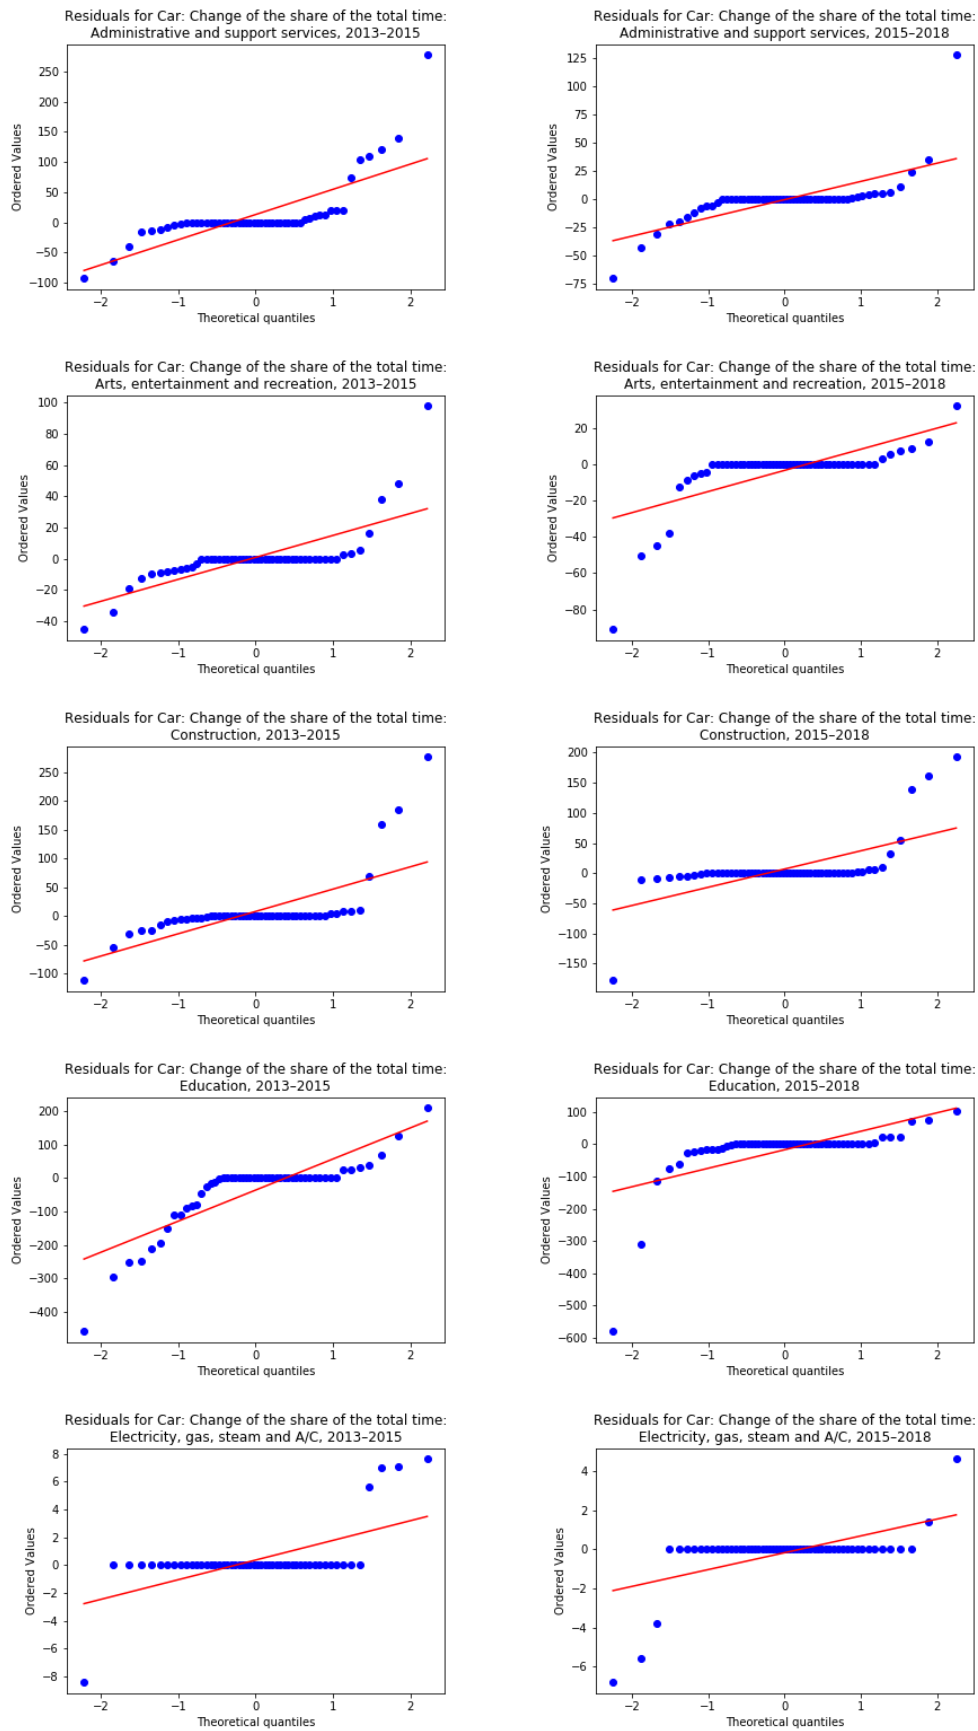 Residuals for Car: Change of the share of the total time:
Administrative and support services, 2013–2015
250
200
150
100
50
0
−50
−100
Ordered Values
−2 −1 0 1 2
Theoretical quantiles
Residuals for Car: Change of the share of the total time:
Administrative and support services, 2015–2018
125
100
75
50
25
0
−25
−50
−75
Ordered Values
−2 −1 0 1 2
Theoretical quantiles
Residuals for Car: Change of the share of the total time:
Arts, entertainment and recreation, 2013–2015
100
80
60
40
20
0
−20
−40
Ordered Values
−2 −1 0 1 2
Theoretical quantiles
Residuals for Car: Change of the share of the total time:
Arts, entertainment and recreation, 2015–2018
20
0
−20
−40
−60
−80
Ordered Values
−2 −1 0 1 2
Theoretical quantiles
Residuals for Car: Change of the share of the total time:
Construction, 2013–2015
250
200
150
100
50
0
−50
−100
Ordered Values
−2 −1 0 1 2
Theoretical quantiles
Residuals for Car: Change of the share of the total time:
Construction, 2015–2018
200
150
100
50
0
−50
−100
−150
Ordered Values
−2 −1 0 1 2
Theoretical quantiles
Residuals for Car: Change of the share of the total time:
Education, 2013–2015
200
100
0
−100
−200
−300
−400
Ordered Values
−2 −1 0 1 2
Theoretical quantiles
Residuals for Car: Change of the share of the total time:
Education, 2015–2018
100
0
−100
−200
−300
−400
−500
−600
Ordered Values
−2 −1 0 1 2
Theoretical quantiles
Residuals for Car: Change of the share of the total time:
Electricity, gas, steam and A/C, 2013–2015
8
6
4
2
0
−2
−4
−6
−8
Ordered Values
−2 −1 0 1 2
Theoretical quantiles
Residuals for Car: Change of the share of the total time:
Electricity, gas, steam and A/C, 2015–2018
4
2
0
−2
−4
−6
Ordered Values
−2 −1 0 1 2
Theoretical quantiles